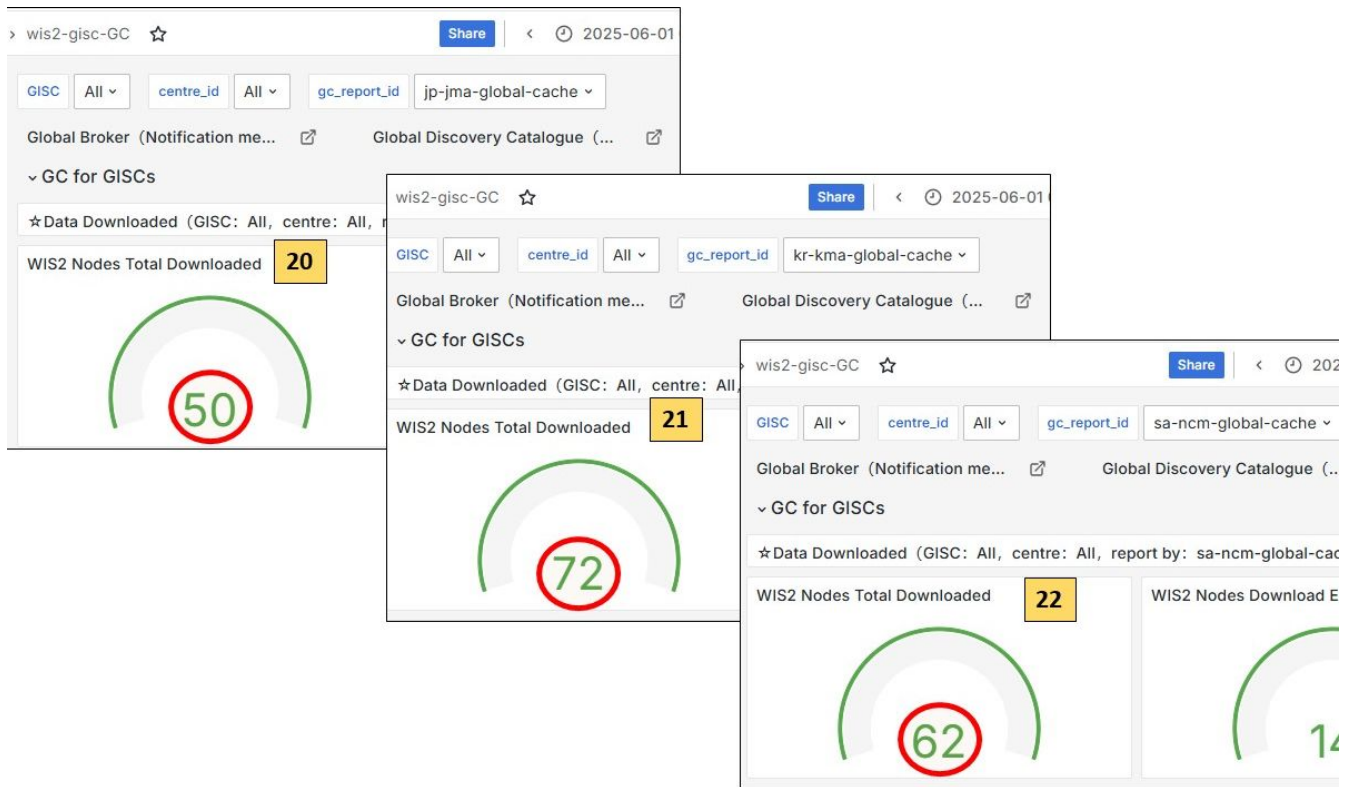 wis2-gisc-GC Share 2025-06-01
GISC All centre_id All gc_report_id jp-jma-global-cache
Global Broker（Notification me... Global Discovery Catalogue（...
GC for GISCs
☆Data Downloaded（GISC：All，centre：All，
WIS2 Nodes Total Downloaded 20
50
wis2-gisc-GC Share 2025-06-01
GISC All centre_id All gc_report_id kr-kma-global-cache
Global Broker（Notification me... Global Discovery Catalogue（...
GC for GISCs
☆Data Downloaded（GISC：All，centre：All，
WIS2 Nodes Total Downloaded 21
72
wis2-gisc-GC Share 202
GISC All centre_id All gc_report_id sa-ncm-global-cache
Global Broker（Notification me... Global Discovery Catalogue（..
GC for GISCs
☆Data Downloaded（GISC：All，centre：All，report by：sa-ncm-global-cac
WIS2 Nodes Total Downloaded 22 WIS2 Nodes Download E
62 14